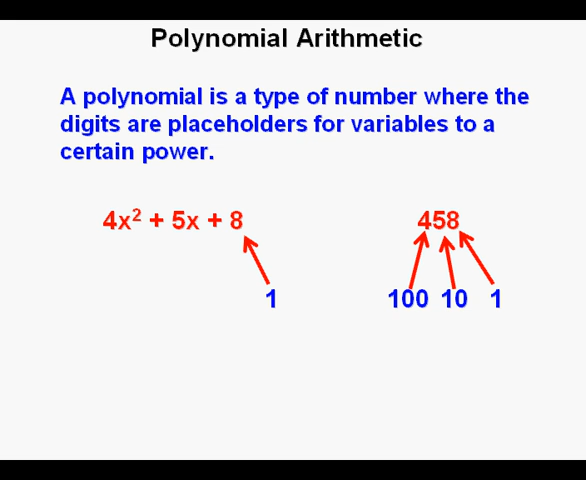 Polynomial Arithmetic
A polynomial is a type of number where the
digits are placeholders for variables to a
certain power.
4x² + 5x + 8 458
1 100 10 1